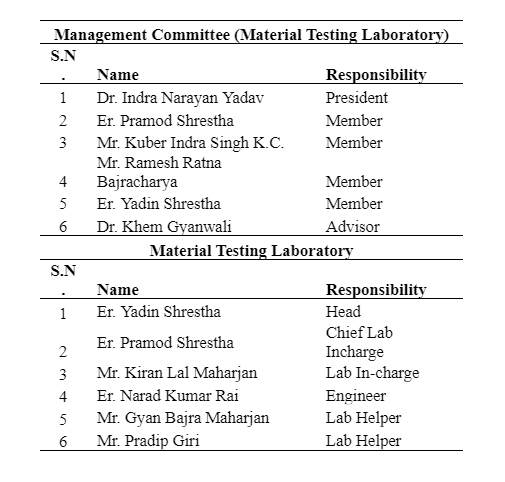 Management Committee (Material Testing Laboratory)
S.N
. Name Responsibility
1 Dr. Indra Narayan Yadav President
2 Er. Pramod Shrestha Member
3 Mr. Kuber Indra Singh K.C. Member
Mr. Ramesh Ratna
4 Bajracharya Member
5 Er. Yadin Shrestha Member
6 Dr. Khem Gyanwali Advisor
Material Testing Laboratory
S.N
. Name Responsibility
1 Er. Yadin Shrestha Head
2 Er. Pramod Shrestha Chief Lab
Incharge
3 Mr. Kiran Lal Maharjan Lab In-charge
4 Er. Narad Kumar Rai Engineer
5 Mr. Gyan Bajra Maharjan Lab Helper
6 Mr. Pradip Giri Lab Helper